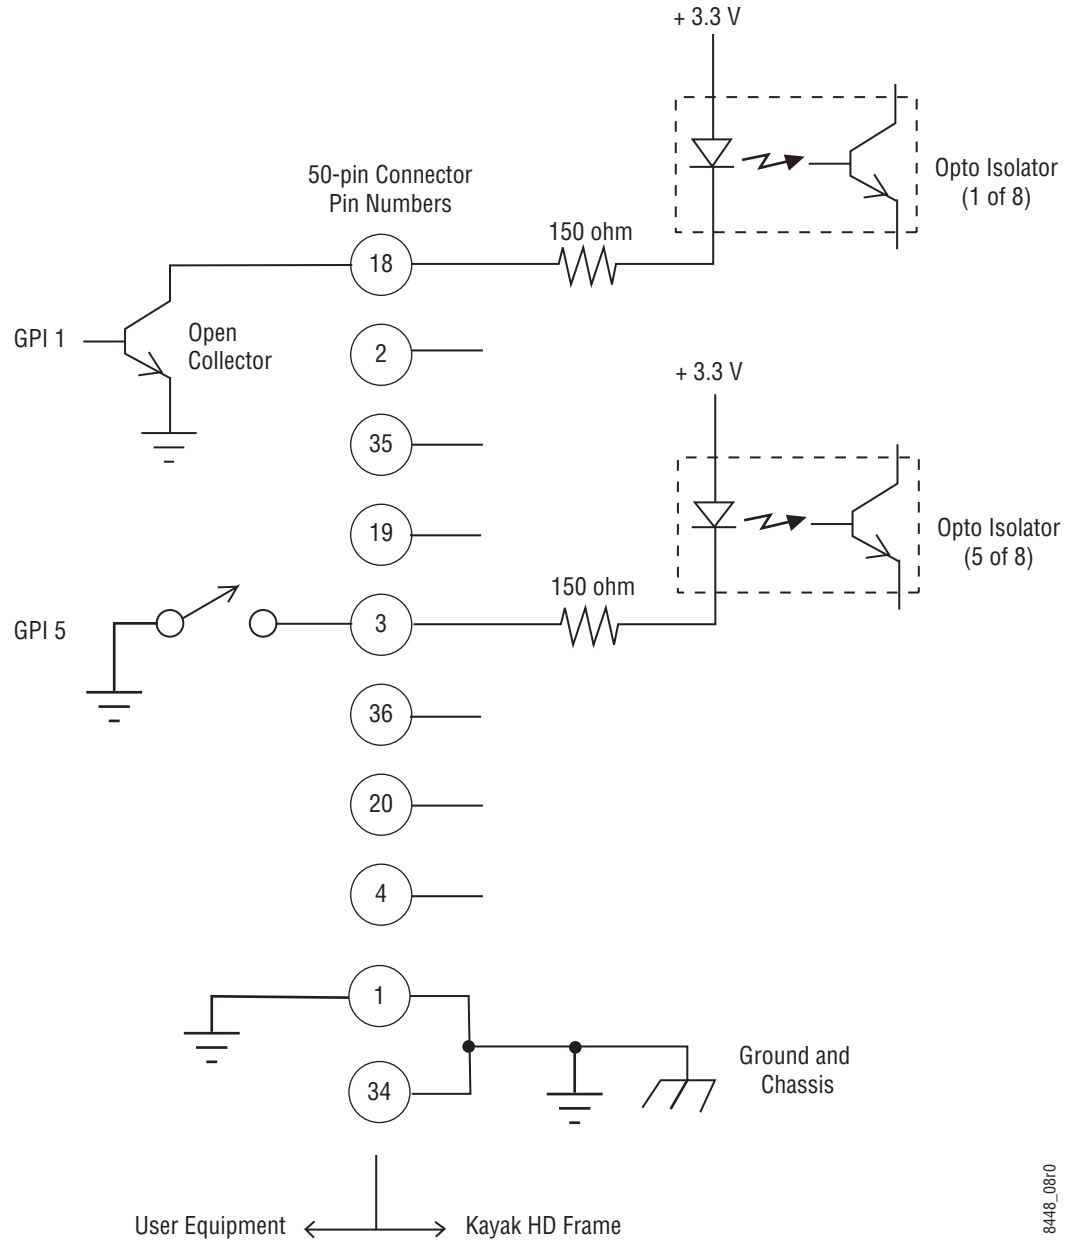 + 3.3 V
Opto Isolator
(1 of 8)
50-pin Connector
Pin Numbers
150 ohm
18
GPI 1
Open
Collector
2
+ 3.3 V
35
19
Opto Isolator
(5 of 8)
150 ohm
GPI 5
3
36
20
4
1
Ground and
Chassis
34
User Equipment
Kayak HD Frame
8448_08r0